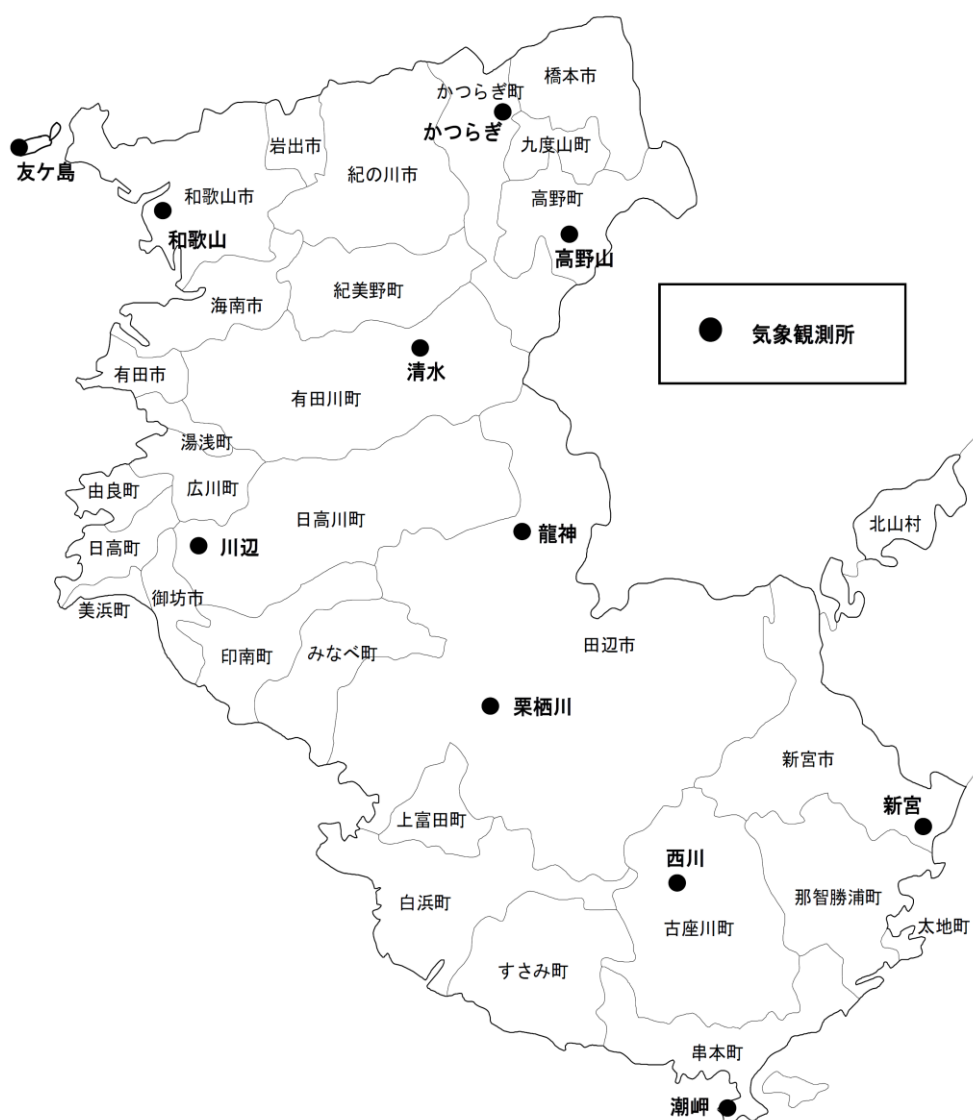 橋本市
かつらぎ町
かつらぎ
岩出市
九度山町
友ケ島
紀の川市
和歌山市
高野町
和歌山
高野山
海南市
紀美野町
気象観測所
有田市
清水
有田川町
湯浅町
由良町
広川町
日高川町
北山村
日高町
川辺
龍神
美浜町
御坊市
印南町
みなべ町
田辺市
栗栖川
新宮市
新宮
上富田町
西川
白浜町
那智勝浦町
古座川町
太地町
すさみ町
串本町
潮岬